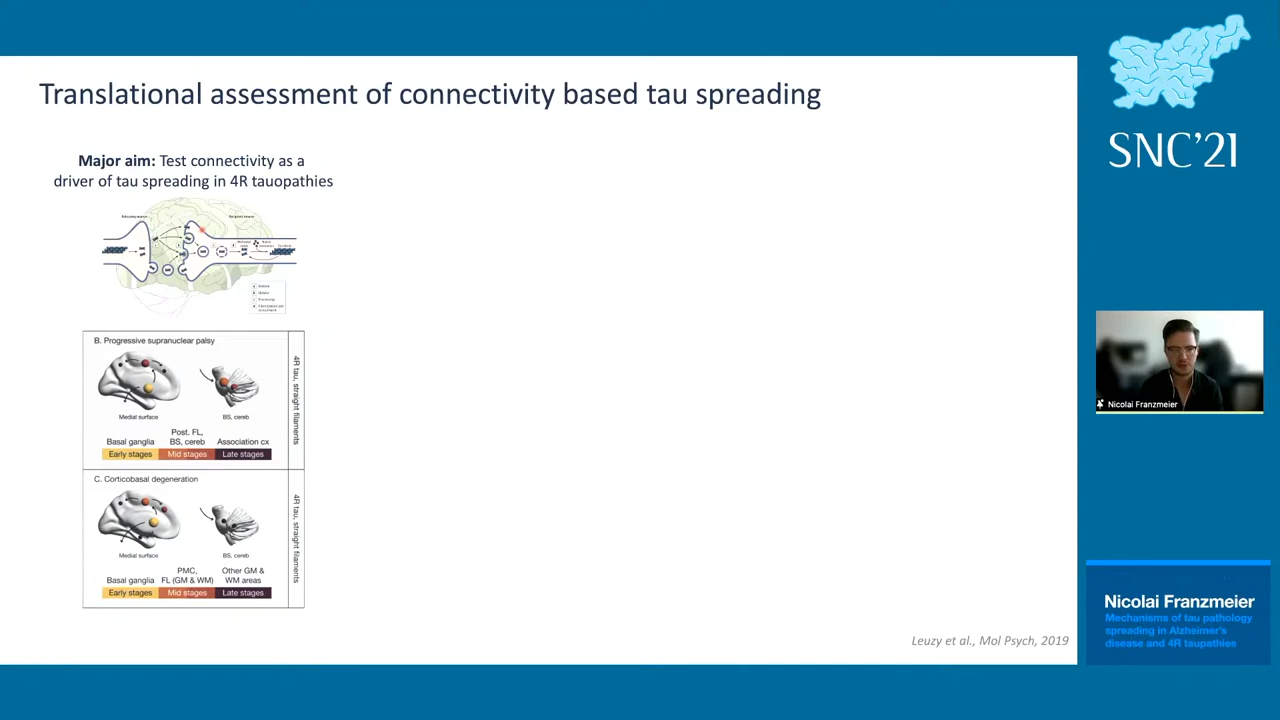 Translational assessment of connectivity based tau spreading
Major aim: Test connectivity as a
driver of tau spreading in 4R tauopathies
B. Progressive supranuclear palsy
Medial surface
BS, cereb
Post. FL,
Basal ganglia
BS, cereb
Association cx
Early stages
Mid stages
Late stages
4R tau, straight filaments
C. Corticobasal degeneration
Medial surface
BS, cereb
PMC,
Other GM &
Basal ganglia
FL (GM & WM)
WM areas
Early stages
Mid stages
Late stages
4R tau, straight filaments
Leuzy et al., Mol Psych, 2019
SNC'21
Nicolai Franzmeier
Nicolai Franzmeier
Mechanisms of tau pathology
spreading in Alzheimer's
disease and 4R taupathies